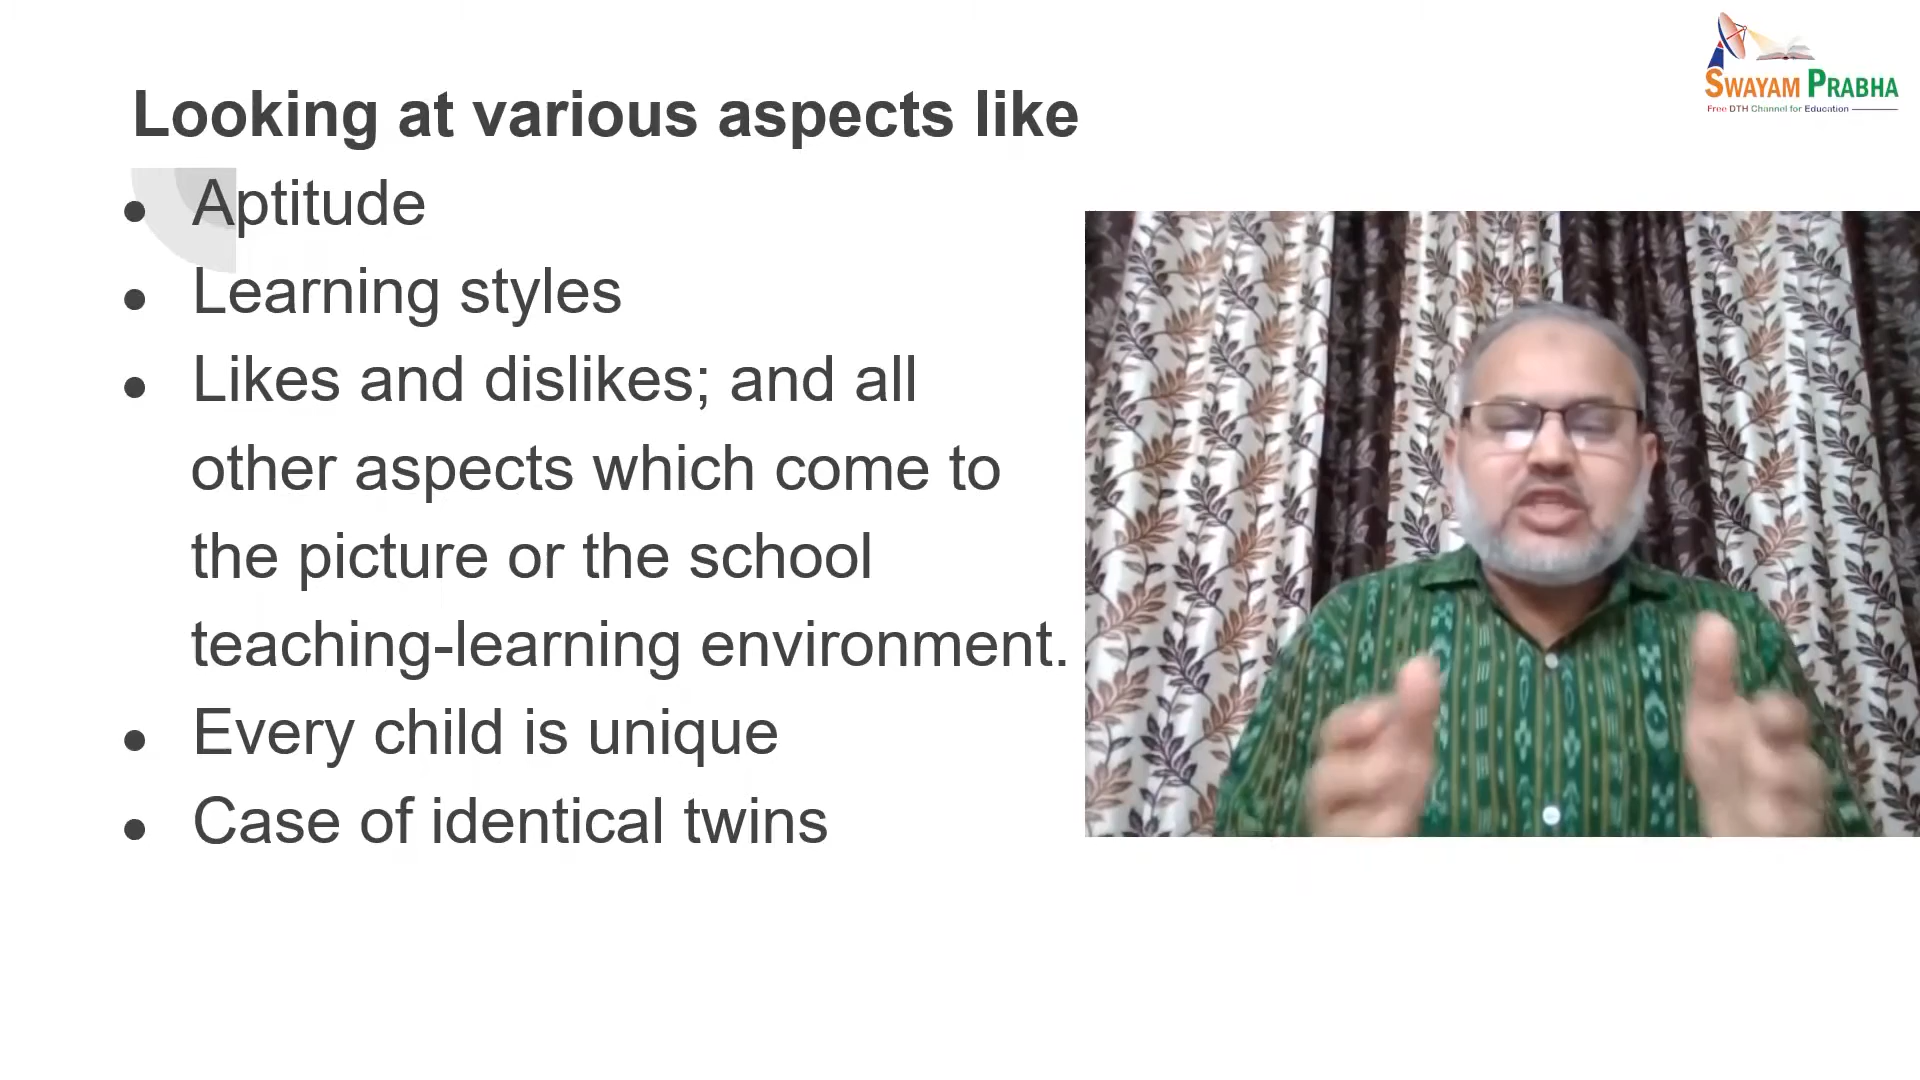 SWAYAM PRABHA
Free DTH Channel for Education
Looking at various aspects like
● Aptitude
● Learning styles
● Likes and dislikes; and all
other aspects which come to
the picture or the school
teaching-learning environment.
● Every child is unique
● Case of identical twins